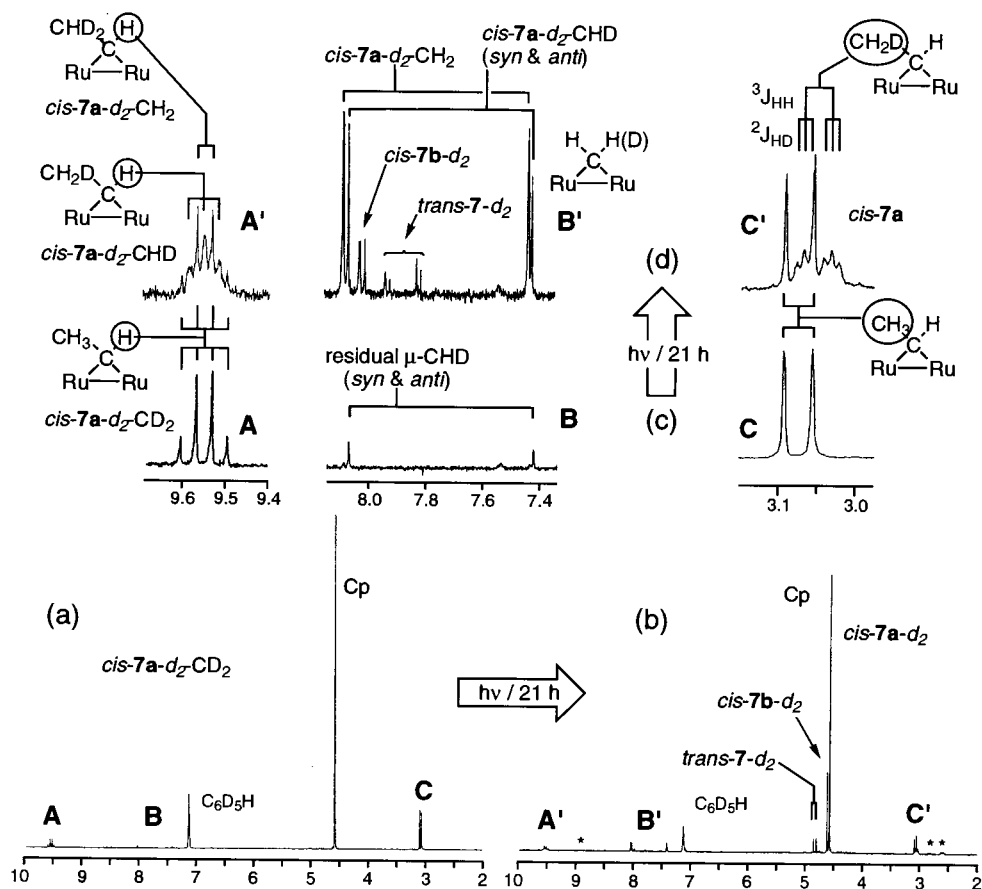 CHD2 H
C
Ru Ru
cis-7a-d2-CH2
CH2D H
C
Ru Ru
cis-7a-d2-CHD
A'
CH3 H
C
Ru Ru
cis-7a-d2-CD2
A
9.6 9.5 9.4
cis-7a-d2-CH2
cis-7a-d2-CHD
(syn & anti)
cis-7b-d2
trans-7-d2
H H(D)
C
Ru Ru
B'
residual μ-CHD
(syn & anti)
B
8.0 7.8 7.6 7.4
(d)
hν / 21 h
(c)
CH2D H
C
Ru Ru
3JHH
2JHD
cis-7a
C'
CH3 H
C
Ru Ru
C
3.1 3.0
(a)
cis-7a-d2-CD2
Cp
A
B
C6D5H
C
10 9 8 7 6 5 4 3 2
hν / 21 h
(b)
Cp
cis-7a-d2
cis-7b-d2
trans-7-d2
C6D5H
A'
*
B'
C'
* *
10 9 8 7 6 5 4 3 2